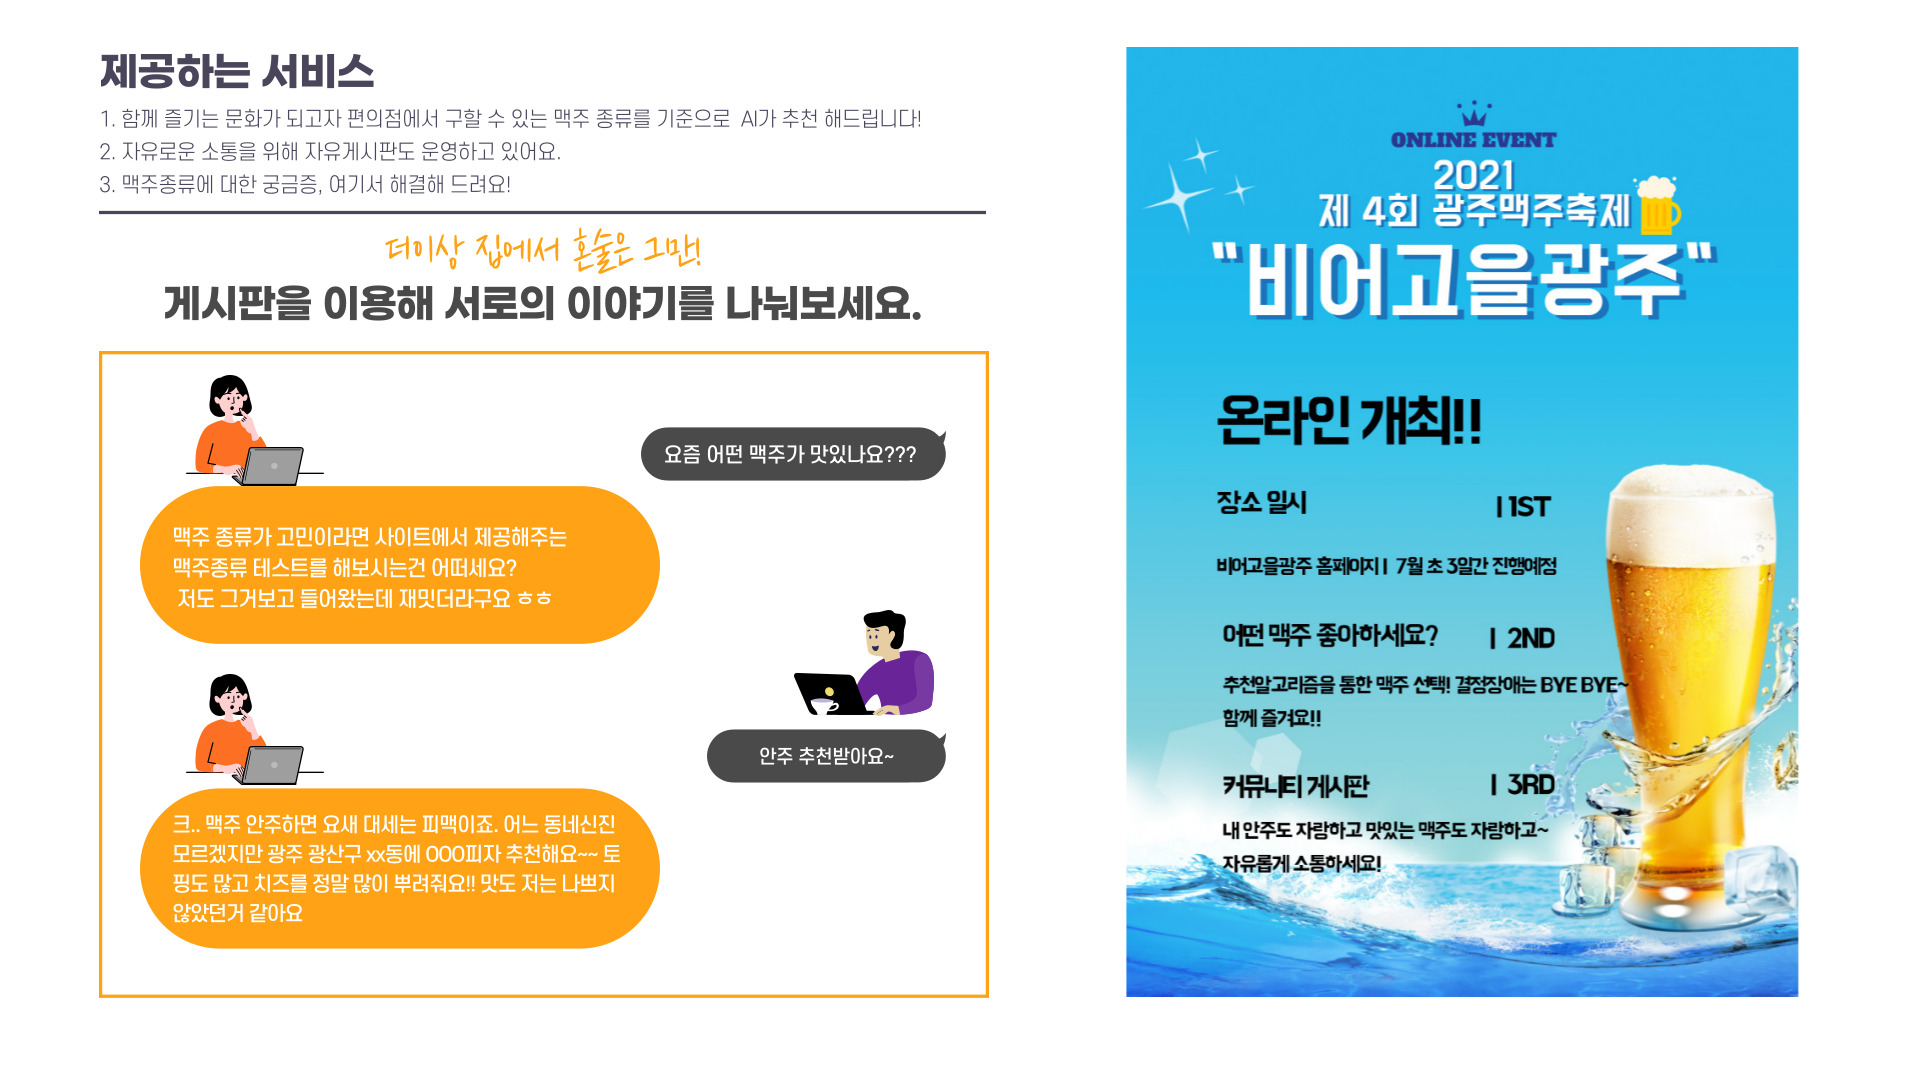 제공하는 서비스
1. 함께 즐기는 문화가 되고자 편의점에서 구할 수 있는 맥주 종류를 기준으로 AI가 추천 해드립니다!
2. 자유로운 소통을 위해 자유게시판도 운영하고 있어요.
3. 맥주종류에 대한 궁금증, 여기서 해결해 드려요!
더이상 집에서 혼술은 그만!
게시판을 이용해 서로의 이야기를 나눠보세요.
요즘 어떤 맥주가 맛있나요???
맥주 종류가 고민이라면 사이트에서 제공해주는
맥주종류 테스트를 해보시는건 어떠세요?
저도 그거보고 들어왔는데 재밋더라구요 ㅎㅎ
안주 추천받아요~
크.. 맥주 안주하면 요새 대세는 피맥이죠. 어느 동네신진
모르겠지만 광주 광산구 xx동에 OOO피자 추천해요~~ 토
핑도 많고 치즈를 정말 많이 뿌려줘요!! 맛도 저는 나쁘지
않았던거 같아요
ONLINE EVENT
2021
제 4회 광주맥주축제
"비어고을광주"
온라인 개최!!
장소 일시 | 1ST
비어고을광주 홈페이지 | 7월 초 3일간 진행예정
어떤 맥주 좋아하세요? | 2ND
추천알고리즘을 통한 맥주 선택! 결정장애는 BYE BYE~
함께 즐겨요!!
커뮤니티 게시판 | 3RD
내 안주도 자랑하고 맛있는 맥주도 자랑하고~
자유롭게 소통하세요!